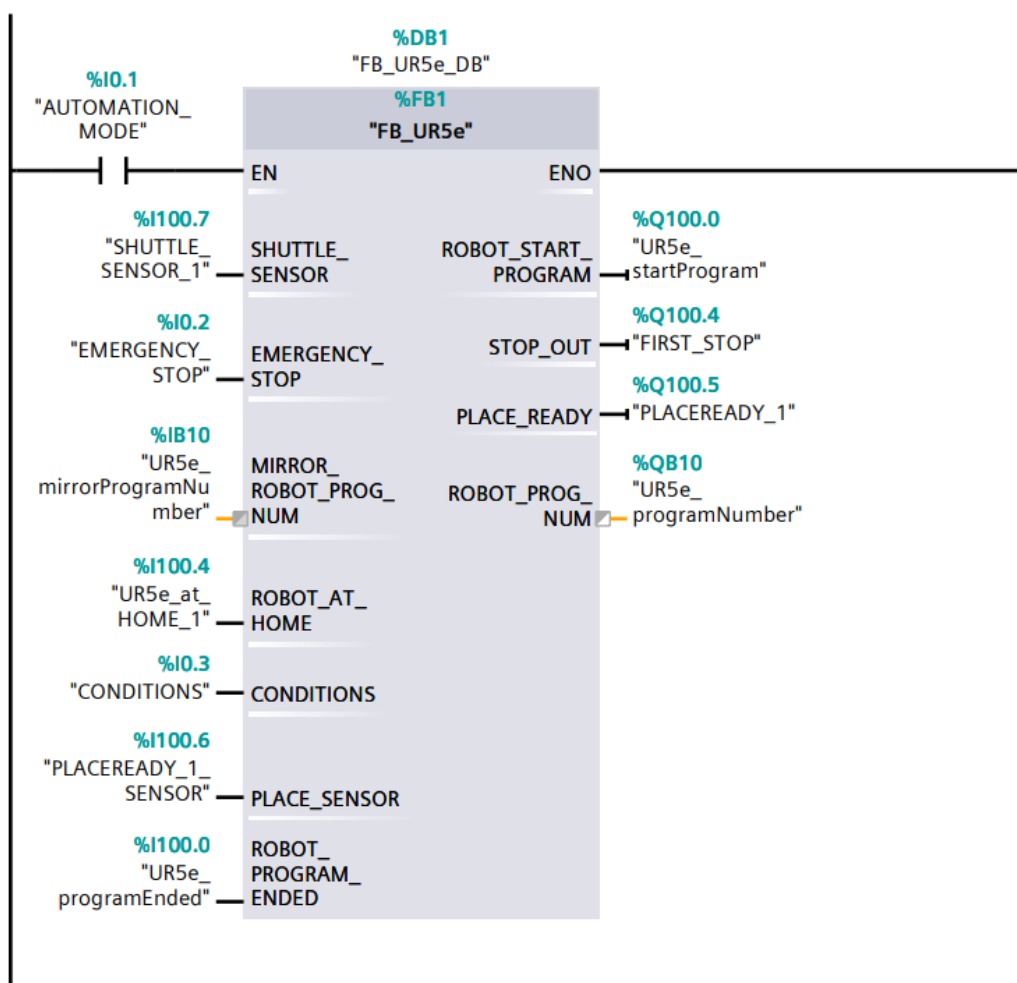 %DB1
"FB_UR5e_DB"
%I0.1
"AUTOMATION_
MODE"
%FB1
"FB_UR5e"
EN
ENO
%I100.7
"SHUTTLE_
SENSOR_1"
SHUTTLE_
SENSOR
ROBOT_START_
PROGRAM
%Q100.0
"UR5e_
startProgram"
%I0.2
"EMERGENCY_
STOP"
EMERGENCY_
STOP
STOP_OUT
%Q100.4
"FIRST_STOP"
PLACE_READY
%Q100.5
"PLACEREADY_1"
%IB10
"UR5e_
mirrorProgramNu
mber"
MIRROR_
ROBOT_PROG_
NUM
ROBOT_PROG_
NUM
%QB10
"UR5e_
programNumber"
%I100.4
"UR5e_at_
HOME_1"
ROBOT_AT_
HOME
%I0.3
"CONDITIONS"
CONDITIONS
%I100.6
"PLACEREADY_1_
SENSOR"
PLACE_SENSOR
%I100.0
"UR5e_
programEnded"
ROBOT_
PROGRAM_
ENDED